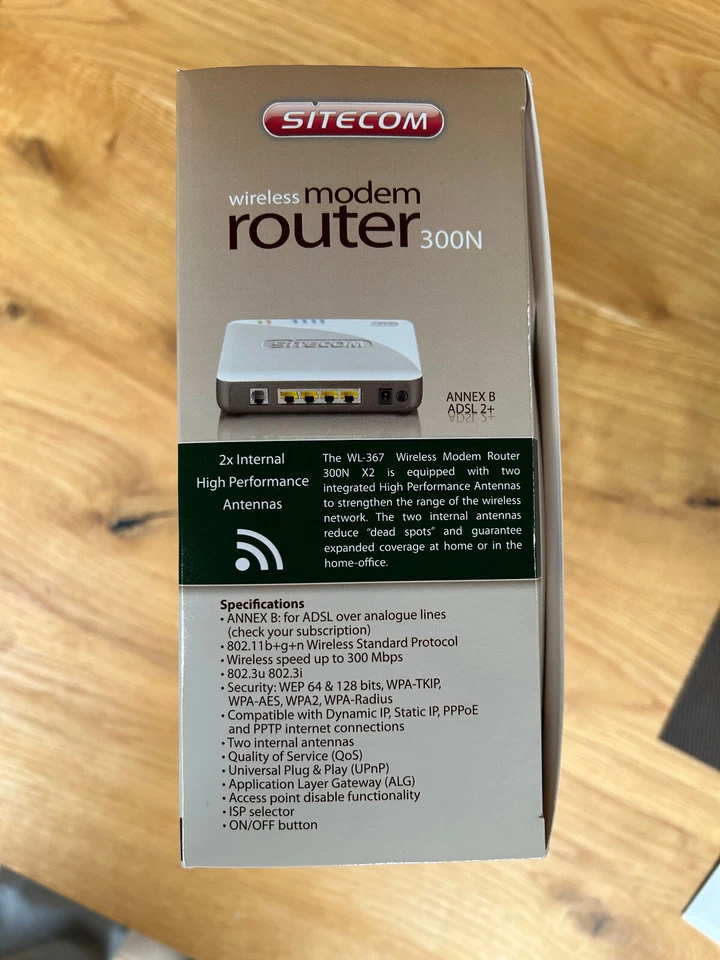 SITECOM
wireless modem
router 300N
SITECOM
ANNEX B
ADSL 2+
2x Internal
High Performance
Antennas
The WL-367 Wireless Modem Router
300N X2 is equipped with two
integrated High Performance Antennas
to strengthen the range of the wireless
network. The two internal antennas
reduce "dead spots" and guarantee
expanded coverage at home or in the
home-office.
Specifications
• ANNEX B: for ADSL over analogue lines
(check your subscription)
• 802.11b+g+n Wireless Standard Protocol
• Wireless speed up to 300 Mbps
• 802.3u 802.3i
• Security: WEP 64 & 128 bits, WPA-TKIP,
WPA-AES, WPA2, WPA-Radius
• Compatible with Dynamic IP, Static IP, PPPoE
and PPTP internet connections
• Two internal antennas
• Quality of Service (QoS)
• Universal Plug & Play (UPnP)
• Application Layer Gateway (ALG)
• Access point disable functionality
• ISP selector
• ON/OFF button